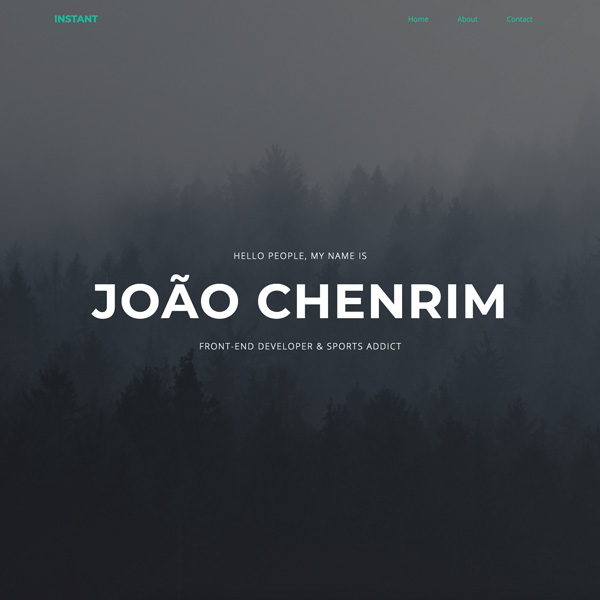 INSTANT
Home About Contact
HELLO PEOPLE, MY NAME IS
JOÃO CHENRIM
FRONT-END DEVELOPER & SPORTS ADDICT